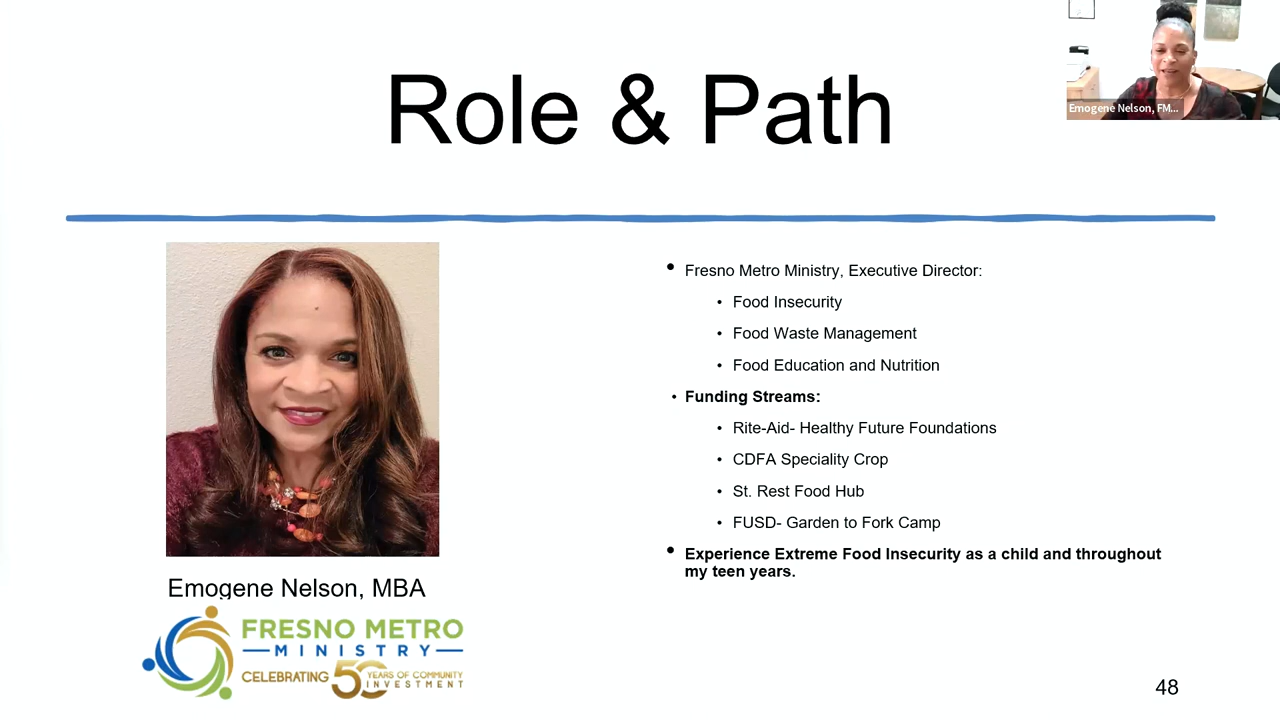 Role & Path
Emogene Nelson, FM...
• Fresno Metro Ministry, Executive Director:
• Food Insecurity
• Food Waste Management
• Food Education and Nutrition
• Funding Streams:
• Rite-Aid- Healthy Future Foundations
• CDFA Speciality Crop
• St. Rest Food Hub
• FUSD- Garden to Fork Camp
• Experience Extreme Food Insecurity as a child and throughout
my teen years.
Emogene Nelson, MBA
FRESNO METRO
MINISTRY
CELEBRATING 50 YEARS OF COMMUNITY
INVESTMENT
48